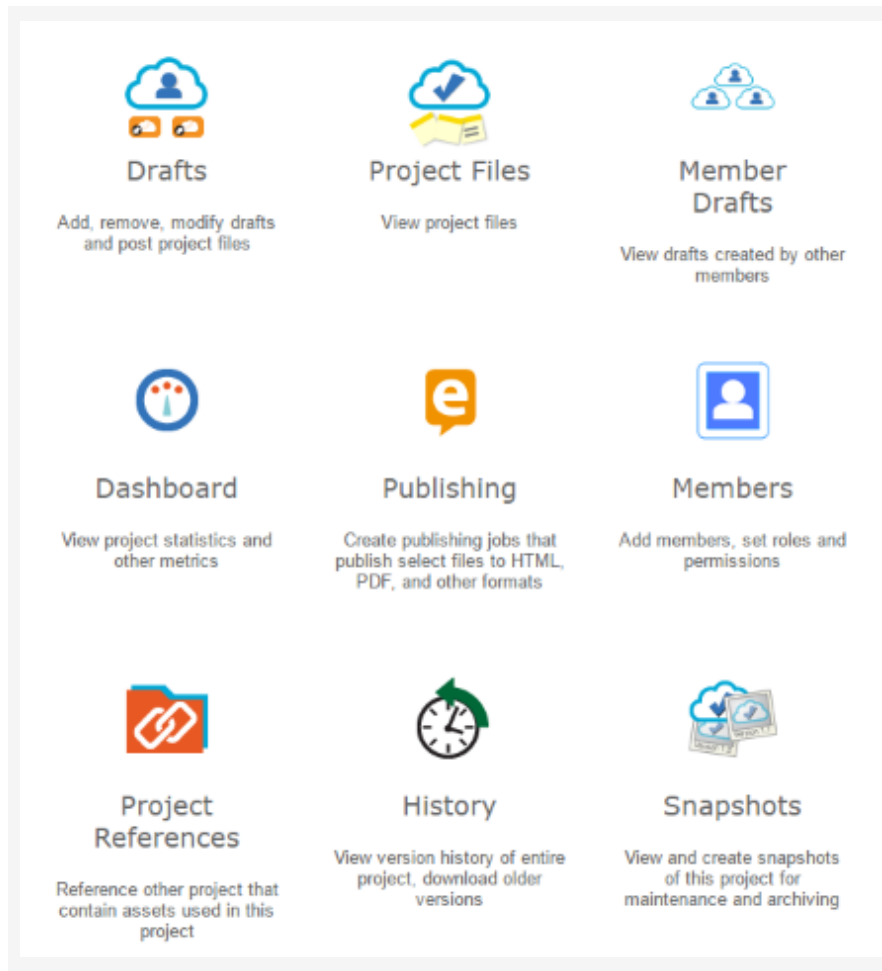 Drafts
Add, remove, modify drafts
and post project files
Project Files
View project files
Member
Drafts
View drafts created by other
members
Dashboard
View project statistics and
other metrics
e
Publishing
Create publishing jobs that
publish select files to HTML,
PDF, and other formats
Members
Add members, set roles and
permissions
Project
References
Reference other project that
contain assets used in this
project
History
View version history of entire
project, download older
versions
Snapshots
View and create snapshots
of this project for
maintenance and archiving